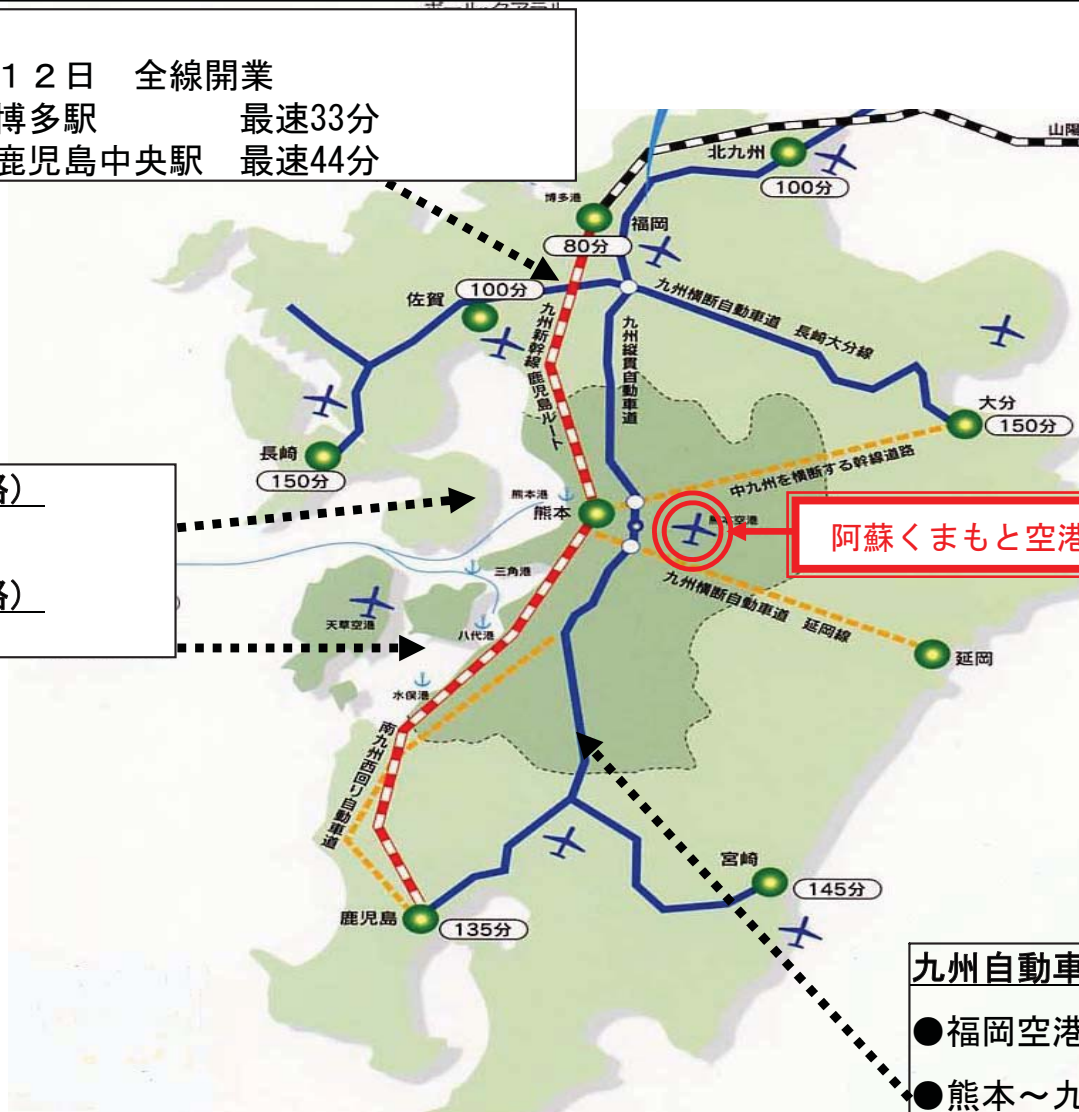 １２日　全線開業
博多駅　最速33分
鹿児島中央駅　最速44分
山陽
北九州
100分
博多港
福岡
80分
佐賀
100分
九州横断自動車道　長崎大分線
九州新幹線 鹿児島ルート
九州縦貫自動車道
大分
150分
長崎
150分
中九州を横断する幹線道路
路）
路）
熊本港
熊本
熊本空港
阿蘇くまもと空港
三角港
九州横断自動車道　延岡線
天草空港
八代港
延岡
水俣港
南九州西回り自動車道
宮崎
145分
鹿児島
135分
九州自動車
●福岡空港
●熊本～九